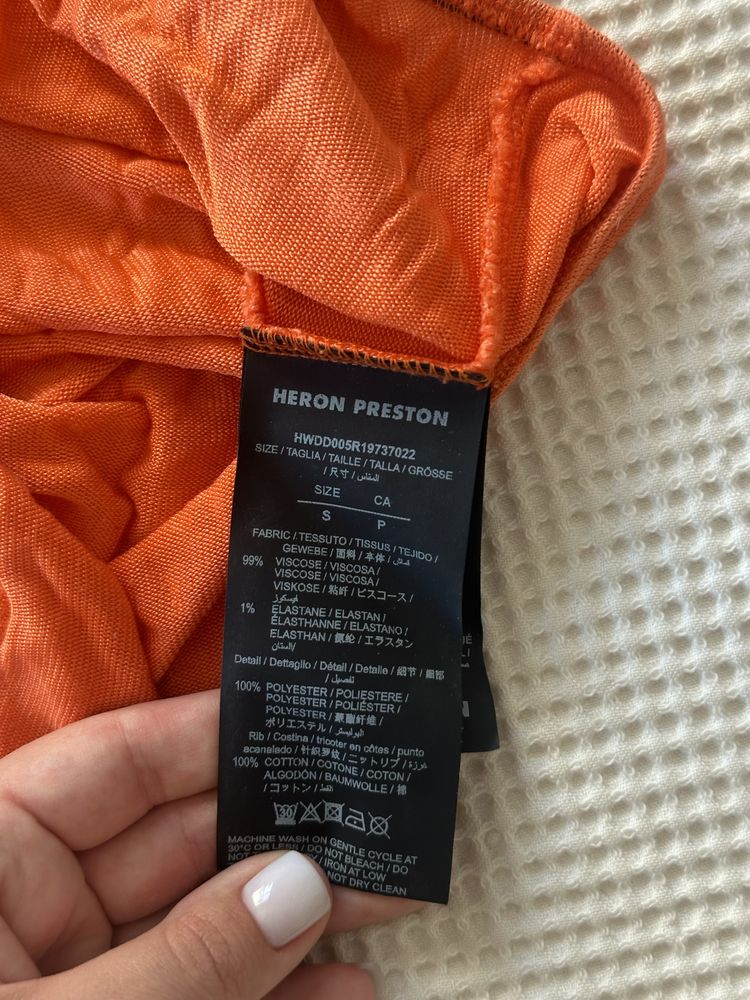 HERON PRESTON
HWDD005R19737022
SIZE / TAGLIA / TAILLE / TALLA / GRÖSSE
/ 尺寸 / المقاس
SIZE CA
S P
FABRIC / TESSUTO / TISSUS / TEJIDO /
GEWEBE / 面料 / 本体 / قماش
99% VISCOSE / VISCOSA /
VISCOSE / VISCOSA /
VISKOSE / 粘纤 / ビスコース /
فيسكوز
1% ELASTANE / ELASTAN /
ÉLASTHANNE / ELASTANO /
ELASTHAN / 氨纶 / エラスタン
/ الاستان
Detail / Dettaglio / Détail / Detalle / 细节 / 細部
/ تفصيل
100% POLYESTER / POLIESTERE /
POLYESTER / POLIÉSTER /
POLYESTER / 聚酯纤维 /
ポリエステル / البوليستر
Rib / Costina / tricoter en côtes / punto
acanalado / 针织罗纹 / ニットリブ / غرزة
100% COTTON / COTONE / COTON /
ALGODÓN / BAUMWOLLE / 棉
/ コットン / القطن
30
MACHINE WASH ON GENTLE CYCLE AT
30°C OR LESS / DO NOT BLEACH / DO
NOT DRY / IRON AT LOW
NOT DRY CLEAN